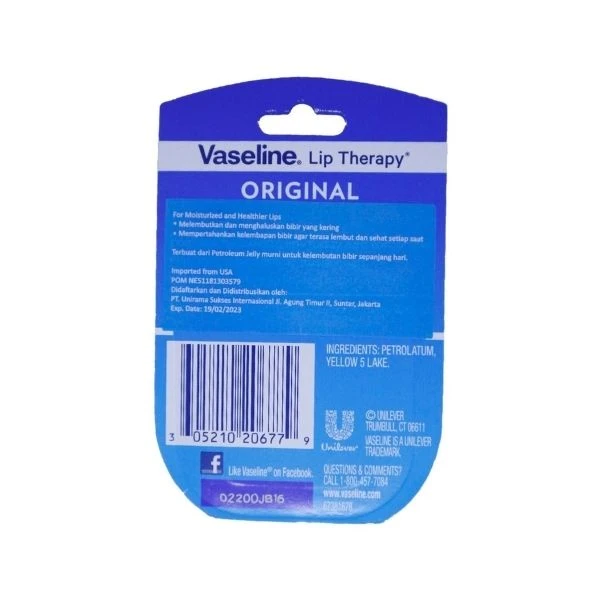 Vaseline® Lip Therapy®
ORIGINAL
For Moisturized and Healthier Lips
• Melembutkan dan menghaluskan bibir yang kering
• Mempertahankan kelembapan bibir agar terasa lembut dan sehat setiap saat
Terbuat dari Petroleum Jelly murni untuk kelembutan bibir sepanjang hari.
Imported from USA
POM NE51181303579
Didaftarkan dan Didistribusikan oleh:
PT. Unirama Sukses Internasional Jl. Agung Timur II, Sunter, Jakarta
Exp. Date: 19/02/2023
INGREDIENTS: PETROLATUM,
YELLOW 5 LAKE.
3 05210 20677 9
Unilever
© UNILEVER
TRUMBULL, CT 06611
VASELINE IS A UNILEVER
TRADEMARK.
f Like Vaseline® on Facebook.
QUESTIONS & COMMENTS?
CALL 1-800-457-7084
www.vaseline.com
02200JB16